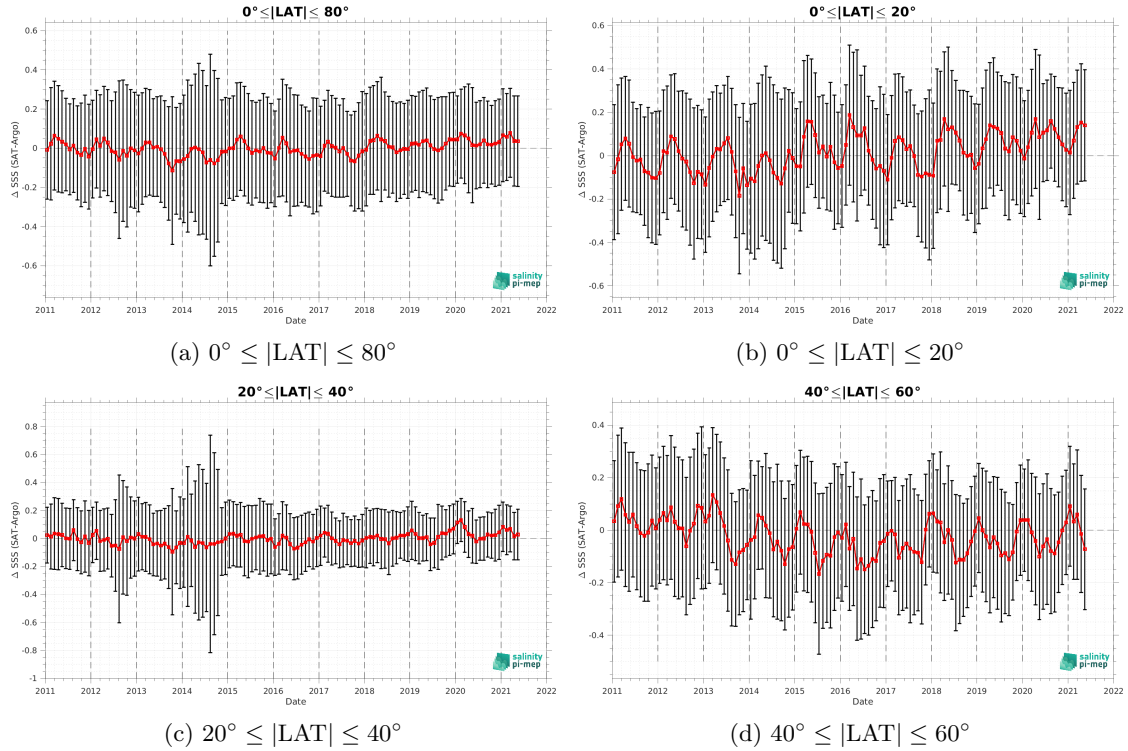 0°≤|LAT|≤ 80°
Δ SSS (SAT-Argo)
0.6
0.4
0.2
0
-0.2
-0.4
-0.6
2011 2012 2013 2014 2015 2016 2017 2018 2019 2020 2021 2022
Date
salinity
pi-mep
(a) 0° ≤ |LAT| ≤ 80°
0°≤|LAT|≤ 20°
Δ SSS (SAT-Argo)
0.6
0.4
0.2
0
-0.2
-0.4
-0.6
2011 2012 2013 2014 2015 2016 2017 2018 2019 2020 2021 2022
Date
salinity
pi-mep
(b) 0° ≤ |LAT| ≤ 20°
20°≤|LAT|≤ 40°
Δ SSS (SAT-Argo)
0.8
0.6
0.4
0.2
0
-0.2
-0.4
-0.6
-0.8
-1
2011 2012 2013 2014 2015 2016 2017 2018 2019 2020 2021 2022
Date
salinity
pi-mep
(c) 20° ≤ |LAT| ≤ 40°
40°≤|LAT|≤ 60°
Δ SSS (SAT-Argo)
0.4
0.2
0
-0.2
-0.4
2011 2012 2013 2014 2015 2016 2017 2018 2019 2020 2021 2022
Date
salinity
pi-mep
(d) 40° ≤ |LAT| ≤ 60°